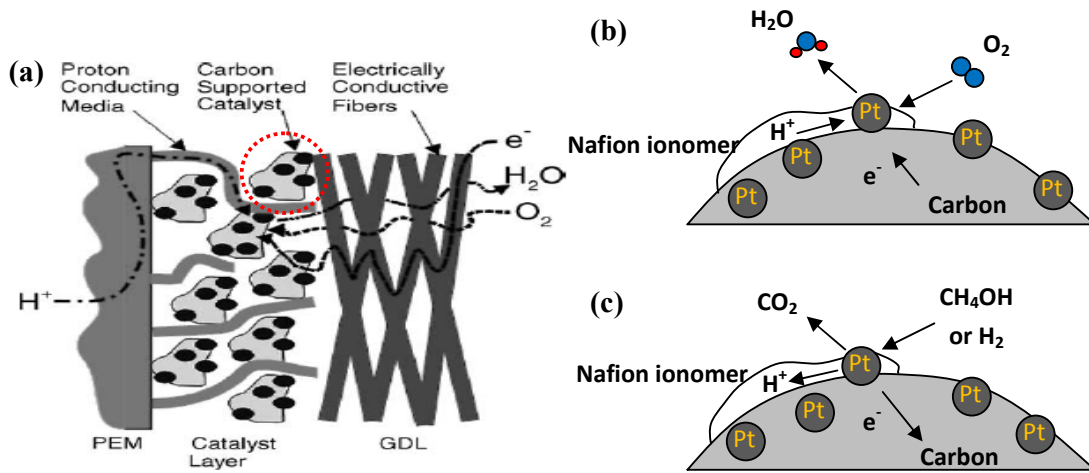 (a)
Proton
Conducting
Media
Carbon
Supported
Catalyst
Electrically
Conductive
Fibers
e-
H2O
O2
H+
PEM
Catalyst
Layer
GDL
(b)
H2O
O2
Pt
Nafion ionomer
H+
Pt
Pt
Pt
Pt
e-
Carbon
(c)
CO2
CH4OH
or H2
Pt
Nafion ionomer
H+
Pt
Pt
Pt
Pt
e-
Carbon